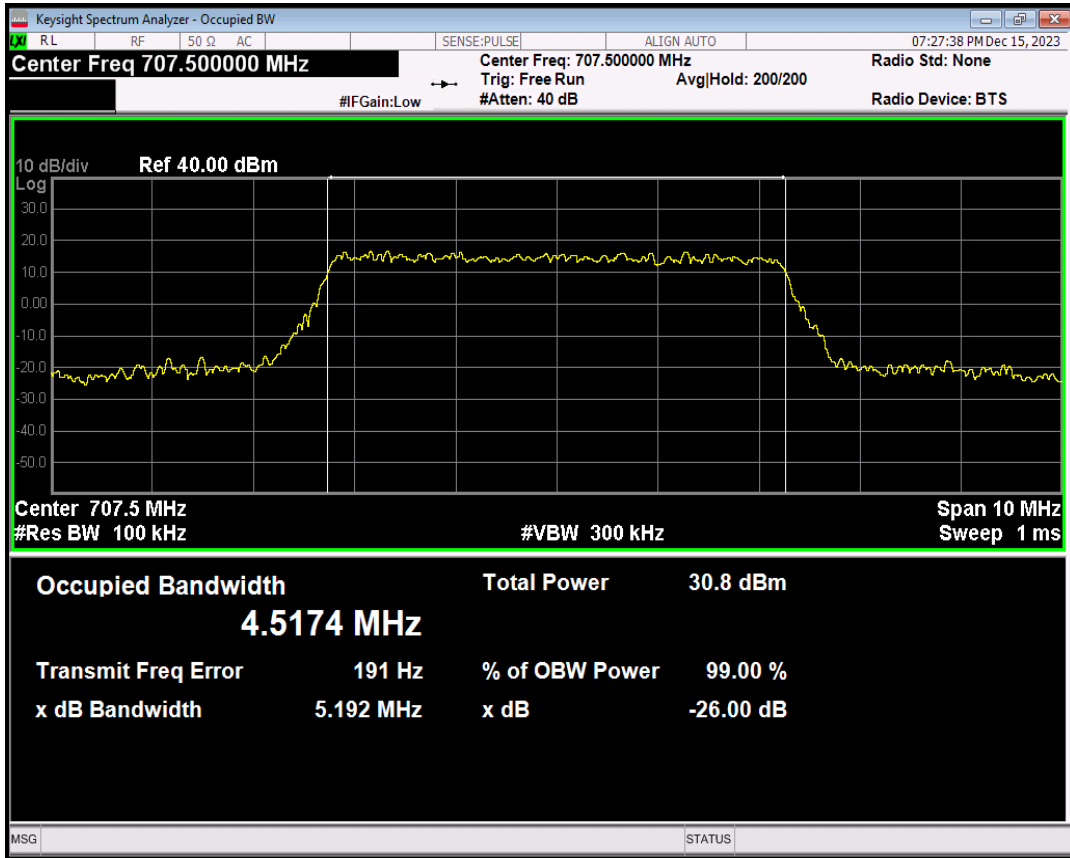 Keysight Spectrum Analyzer - Occupied BW
LXI RL RF 50 Ω AC SENSE:PULSE ALIGN AUTO 07:27:38 PM Dec 15, 2023
Center Freq 707.500000 MHz Center Freq: 707.500000 MHz Radio Std: None
Trig: Free Run Avg|Hold: 200/200
#IFGain:Low #Atten: 40 dB Radio Device: BTS
10 dB/div Ref 40.00 dBm
Log
30.0
20.0
10.0
0.00
-10.0
-20.0
-30.0
-40.0
-50.0
Center 707.5 MHz Span 10 MHz
#Res BW 100 kHz #VBW 300 kHz Sweep 1 ms
Occupied Bandwidth Total Power 30.8 dBm
4.5174 MHz
Transmit Freq Error 191 Hz % of OBW Power 99.00 %
x dB Bandwidth 5.192 MHz x dB -26.00 dB
MSG STATUS